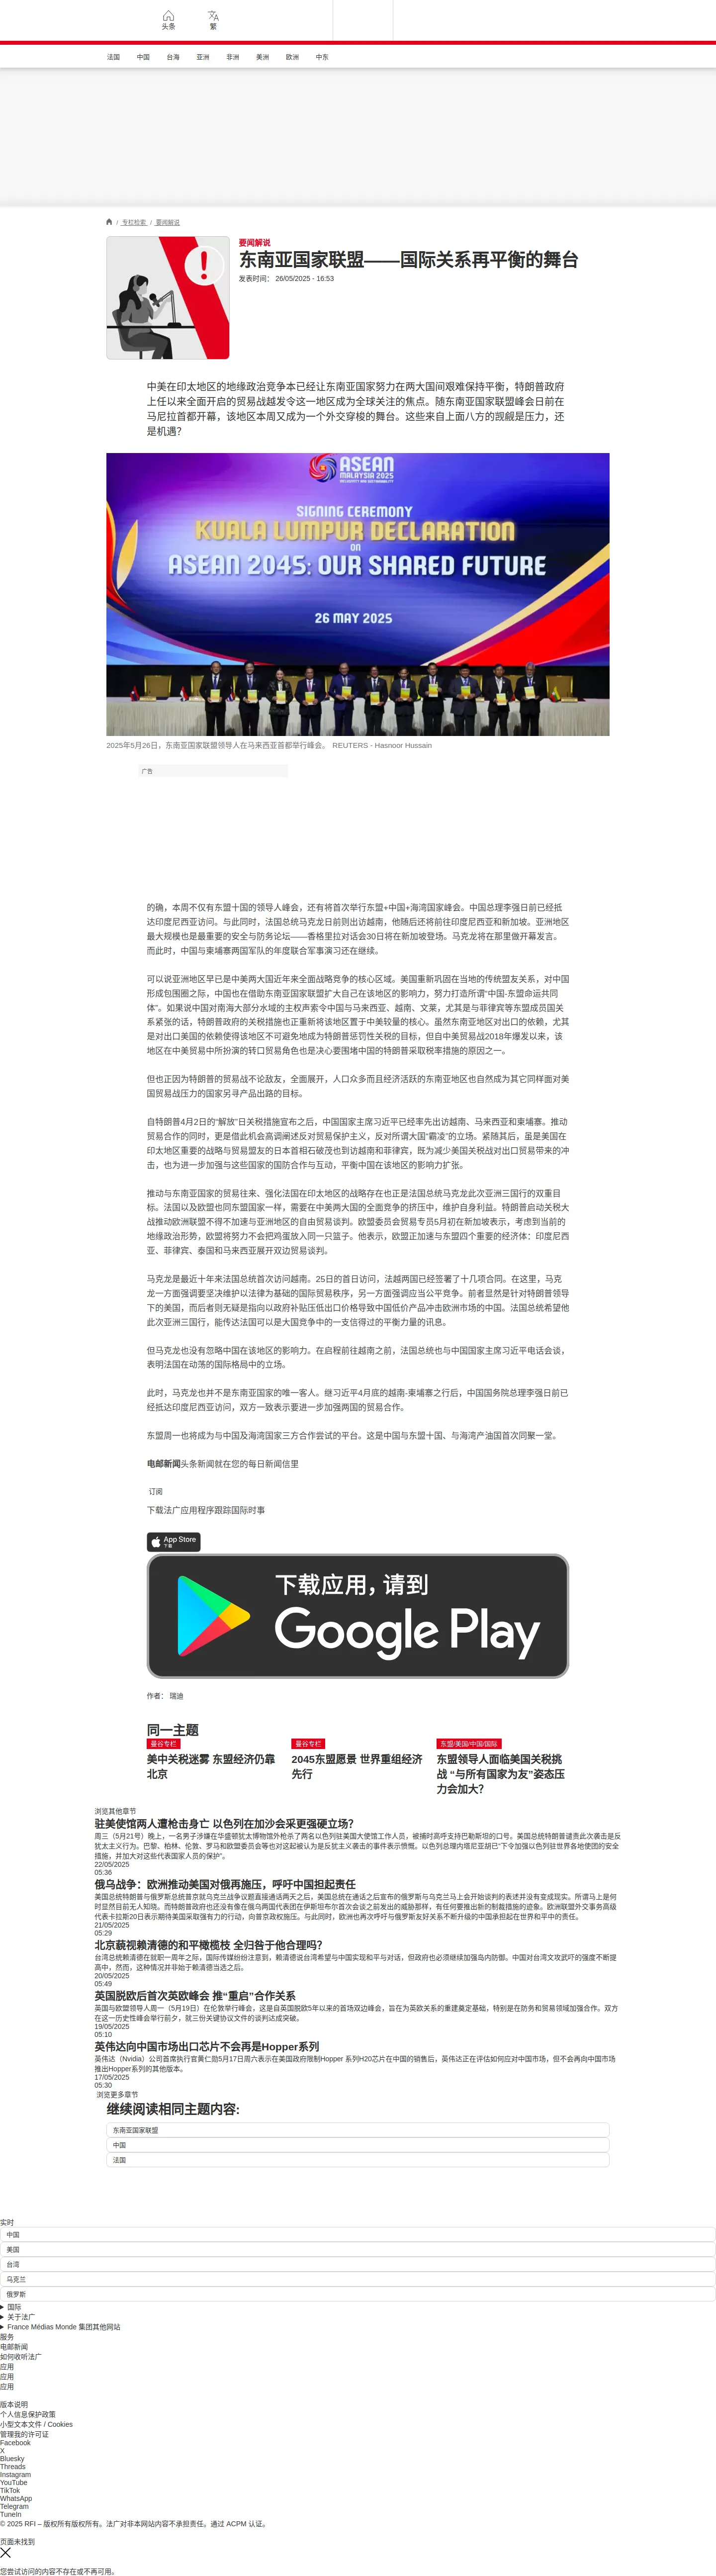 头条
繁
法国 中国 台海 亚洲 非洲 美洲 欧洲 中东
/ 专栏检索 / 要闻解说
要闻解说
东南亚国家联盟——国际关系再平衡的舞台
发表时间： 26/05/2025 - 16:53
中美在印太地区的地缘政治竞争本已经让东南亚国家努力在两大国间艰难保持平衡，特朗普政府
上任以来全面开启的贸易战越发令这一地区成为全球关注的焦点。随东南亚国家联盟峰会日前在
马尼拉首都开幕，该地区本周又成为一个外交穿梭的舞台。这些来自上面八方的觊觎是压力，还
是机遇？
ASEAN
MALAYSIA 2025
INCLUSIVITY AND SUSTAINABILITY
SIGNING CEREMONY
KUALA LUMPUR DECLARATION
ON
ASEAN 2045: OUR SHARED FUTURE
26 MAY 2025
2025年5月26日，东南亚国家联盟领导人在马来西亚首都举行峰会。 REUTERS - Hasnoor Hussain
广告
的确，本周不仅有东盟十国的领导人峰会，还有将首次举行东盟+中国+海湾国家峰会。中国总理李强日前已经抵
达印度尼西亚访问。与此同时，法国总统马克龙日前则出访越南，他随后还将前往印度尼西亚和新加坡。亚洲地区
最大规模也是最重要的安全与防务论坛——香格里拉对话会30日将在新加坡登场。马克龙将在那里做开幕发言。
而此时，中国与柬埔寨两国军队的年度联合军事演习还在继续。
可以说亚洲地区早已是中美两大国近年来全面战略竞争的核心区域。美国重新巩固在当地的传统盟友关系，对中国
形成包围圈之际，中国也在借助东南亚国家联盟扩大自己在该地区的影响力，努力打造所谓“中国-东盟命运共同
体”。如果说中国对南海大部分水域的主权声索令中国与马来西亚、越南、文莱，尤其是与菲律宾等东盟成员国关
系紧张的话，特朗普政府的关税措施也正重新将该地区置于中美较量的核心。虽然东南亚地区对出口的依赖，尤其
是对出口美国的依赖使得该地区不可避免地成为特朗普惩罚性关税的目标，但自中美贸易战2018年爆发以来，该
地区在中美贸易中所扮演的转口贸易角色也是决心要围堵中国的特朗普采取税率措施的原因之一。
但也正因为特朗普的贸易战不论敌友，全面展开，人口众多而且经济活跃的东南亚地区也自然成为其它同样面对美
国贸易战压力的国家另寻产品出路的目标。
自特朗普4月2日的“解放”日关税措施宣布之后，中国国家主席习近平已经率先出访越南、马来西亚和柬埔寨。推动
贸易合作的同时，更是借此机会高调阐述反对贸易保护主义，反对所谓大国“霸凌”的立场。紧随其后，虽是美国在
印太地区重要的战略与贸易盟友的日本首相石破茂也到访越南和菲律宾，既为减少美国关税战对出口贸易带来的冲
击，也为进一步加强与这些国家的国防合作与互动，平衡中国在该地区的影响力扩张。
推动与东南亚国家的贸易往来、强化法国在印太地区的战略存在也正是法国总统马克龙此次亚洲三国行的双重目
标。法国以及欧盟也同东盟国家一样，需要在中美两大国的全面竞争的挤压中，维护自身利益。特朗普启动关税大
战推动欧洲联盟不得不加速与亚洲地区的自由贸易谈判。欧盟委员会贸易专员5月初在新加坡表示，考虑到当前的
地缘政治形势，欧盟将努力不会把鸡蛋放入同一只篮子。他表示，欧盟正加速与东盟四个重要的经济体：印度尼西
亚、菲律宾、泰国和马来西亚展开双边贸易谈判。
马克龙是最近十年来法国总统首次访问越南。25日的首日访问，法越两国已经签署了十几项合同。在这里，马克
龙一方面强调要坚决维护以法律为基础的国际贸易秩序，另一方面强调应当公平竞争。前者显然是针对特朗普领导
下的美国，而后者则无疑是指向以政府补贴压低出口价格导致中国低价产品冲击欧洲市场的中国。法国总统希望他
此次亚洲三国行，能传达法国可以是大国竞争中的一支信得过的平衡力量的讯息。
但马克龙也没有忽略中国在该地区的影响力。在启程前往越南之前，法国总统也与中国国家主席习近平电话会谈，
表明法国在动荡的国际格局中的立场。
此时，马克龙也并不是东南亚国家的唯一客人。继习近平4月底的越南-柬埔寨之行后，中国国务院总理李强日前已
经抵达印度尼西亚访问，双方一致表示要进一步加强两国的贸易合作。
东盟周一也将成为与中国及海湾国家三方合作尝试的平台。这是中国与东盟十国、与海湾产油国首次同聚一堂。
电邮新闻头条新闻就在您的每日新闻信里
订阅
下载法广应用程序跟踪国际时事
App Store
下载
下载应用，请到
Google Play
作者： 瑞迪
同一主题
曼谷专栏
美中关税迷雾 东盟经济仍靠
北京
曼谷专栏
2045东盟愿景 世界重组经济
先行
东盟/美国/中国/国际
东盟领导人面临美国关税挑
战 “与所有国家为友”姿态压
力会加大？
浏览其他章节
驻美使馆两人遭枪击身亡 以色列在加沙会采更强硬立场？
周三（5月21号）晚上，一名男子涉嫌在华盛顿犹太博物馆外枪杀了两名以色列驻美国大使馆工作人员，被捕时高呼支持巴勒斯坦的口号。美国总统特朗普谴责此次袭击是反
犹太主义行为。巴黎、柏林、伦敦、罗马和欧盟委员会等也对这起被认为是反犹主义袭击的事件表示愤慨。以色列总理内塔尼亚胡已“下令加强以色列驻世界各地使团的安全
措施，并加大对这些代表国家人员的保护”。
22/05/2025
05:36
俄乌战争：欧洲推动美国对俄再施压，呼吁中国担起责任
美国总统特朗普与俄罗斯总统普京就乌克兰战争议题直接通话两天之后，美国总统在通话之后宣布的俄罗斯与乌克兰马上会开始谈判的表述并没有变成现实。所谓马上是何
时显然目前无人知晓。而特朗普政府也还没有像在俄乌两国代表团在伊斯坦布尔首次会谈之前发出的威胁那样，有任何要推出新的制裁措施的迹象。欧洲联盟外交事务高级
代表卡拉斯20日表示期待美国采取强有力的行动，向普京政权施压。与此同时，欧洲也再次呼吁与俄罗斯友好关系不断升级的中国承担起在世界和平中的责任。
21/05/2025
05:29
北京藐视赖清德的和平橄榄枝 全归咎于他合理吗？
台湾总统赖清德在就职一周年之际，国际传媒纷纷注意到，赖清德说台湾希望与中国实现和平与对话，但政府也必须继续加强岛内防御。中国对台湾文攻武吓的强度不断提
高中，然而，这种情况并非始于赖清德当选之后。
20/05/2025
05:49
英国脱欧后首次英欧峰会 推“重启”合作关系
英国与欧盟领导人周一（5月19日）在伦敦举行峰会，这是自英国脱欧5年以来的首场双边峰会，旨在为英欧关系的重建奠定基础，特别是在防务和贸易领域加强合作。双方
在这一历史性峰会举行前夕，就三份关键协议文件的谈判达成突破。
19/05/2025
05:10
英伟达向中国市场出口芯片不会再是Hopper系列
英伟达（Nvidia）公司首席执行官黄仁勋5月17日周六表示在美国政府限制Hopper 系列H20芯片在中国的销售后，英伟达正在评估如何应对中国市场，但不会再向中国市场
推出Hopper系列的其他版本。
17/05/2025
05:30
浏览更多章节
继续阅读相同主题内容:
东南亚国家联盟
中国
法国
实时
中国
美国
台湾
乌克兰
俄罗斯
国际
关于法广
France Médias Monde 集团其他网站
服务
电邮新闻
如何收听法广
应用
应用
应用
版本说明
个人信息保护政策
小型文本文件 / Cookies
管理我的许可证
Facebook
X
Bluesky
Threads
Instagram
YouTube
TikTok
WhatsApp
Telegram
TuneIn
© 2025 RFI – 版权所有版权所有。法广对非本网站内容不承担责任。通过 ACPM 认证。
页面未找到
您尝试访问的内容不存在或不再可用。